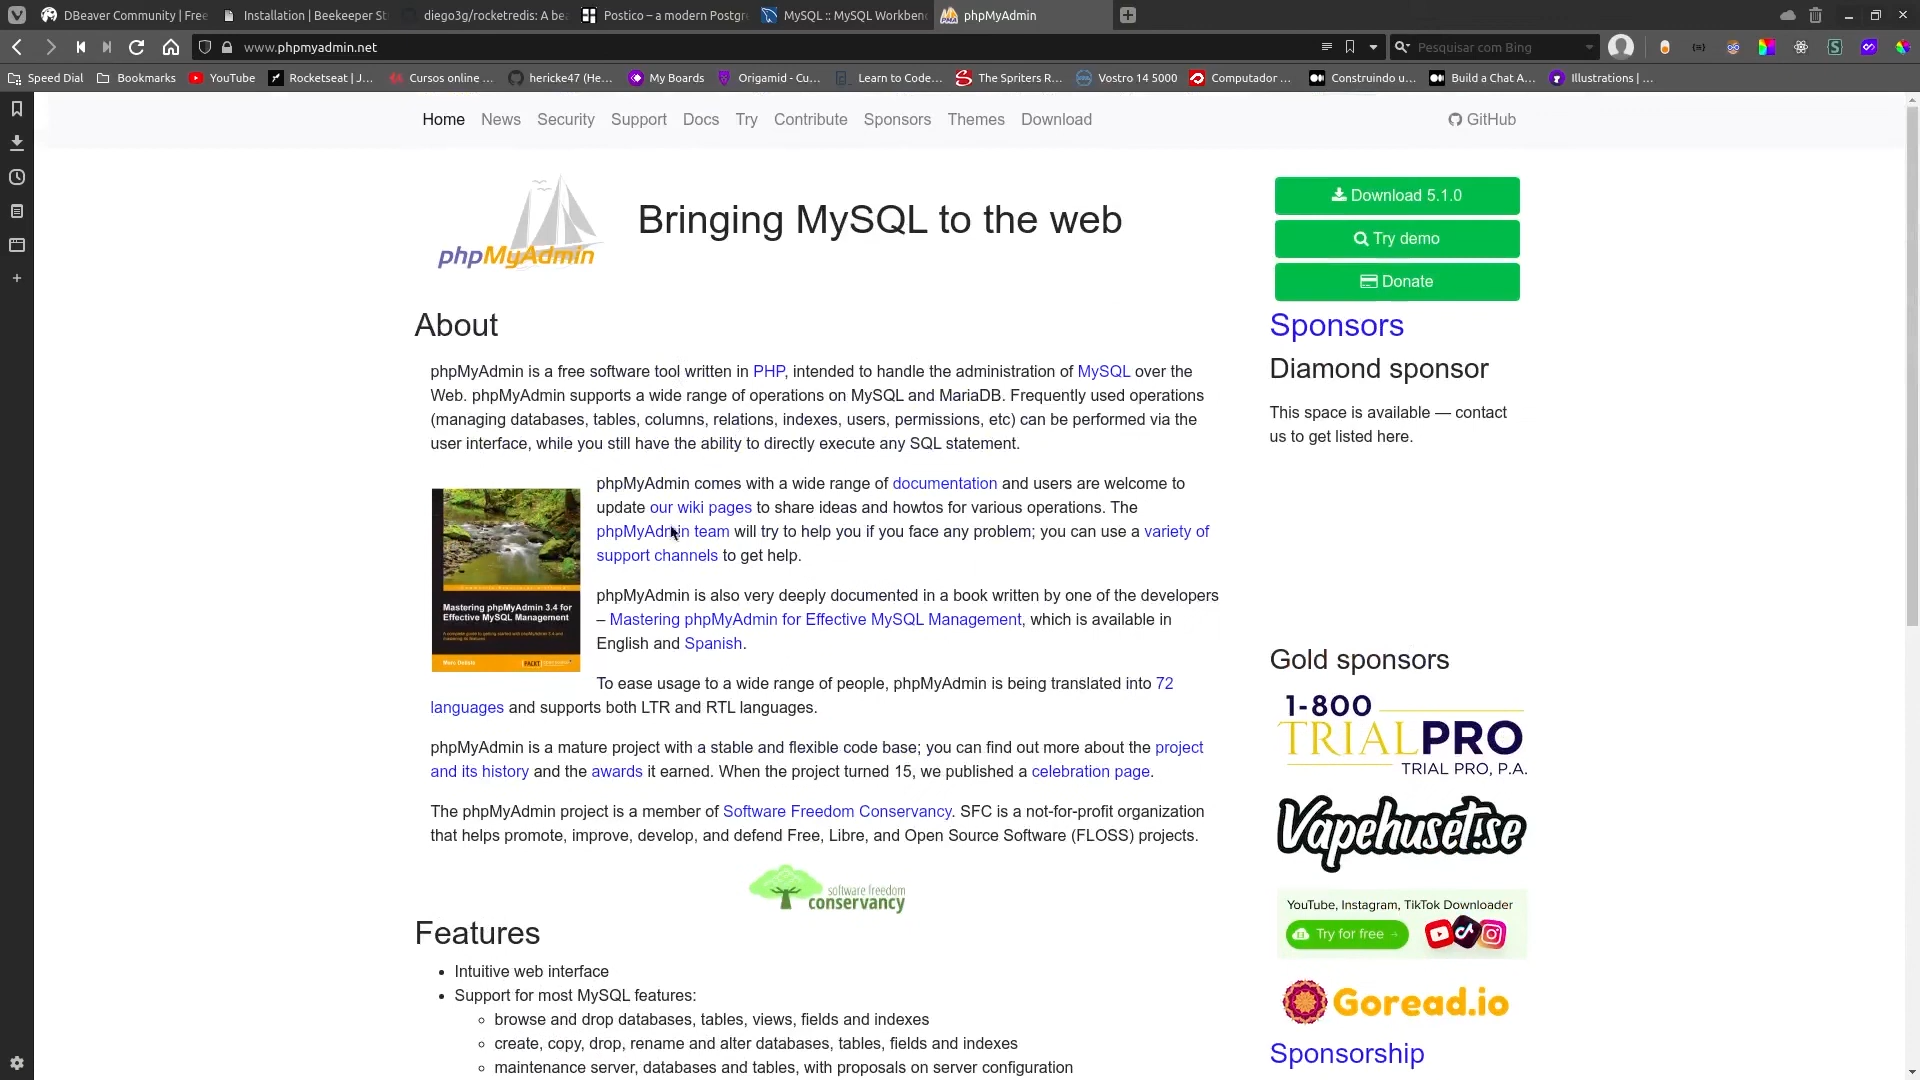 DBeaver Community | Free
Installation | Beekeeper St
diego3g/rocketredis: A bea
Postico – a modern Postgr
MySQL :: MySQL Workben
phpMyAdmin
www.phpmyadmin.net
Pesquisar com Bing
Speed Dial
Bookmarks
YouTube
Rocketseat | J...
Cursos online ...
hericke47 (He...
My Boards
Origamid - Cu...
Learn to Code...
The Spriters R...
Vostro 14 5000
Computador ...
Construindo u...
Build a Chat A...
Illustrations | ...
Home
News
Security
Support
Docs
Try
Contribute
Sponsors
Themes
Download
GitHub
phpMyAdmin
Bringing MySQL to the web
Download 5.1.0
Try demo
Donate
About
phpMyAdmin is a free software tool written in PHP, intended to handle the administration of MySQL over the
Web. phpMyAdmin supports a wide range of operations on MySQL and MariaDB. Frequently used operations
(managing databases, tables, columns, relations, indexes, users, permissions, etc) can be performed via the
user interface, while you still have the ability to directly execute any SQL statement.
phpMyAdmin comes with a wide range of documentation and users are welcome to
update our wiki pages to share ideas and howtos for various operations. The
phpMyAdmin team will try to help you if you face any problem; you can use a variety of
support channels to get help.
Mastering phpMyAdmin 3.4 for
Effective MySQL Management
Marc Delisle
PACKT
phpMyAdmin is also very deeply documented in a book written by one of the developers
– Mastering phpMyAdmin for Effective MySQL Management, which is available in
English and Spanish.
To ease usage to a wide range of people, phpMyAdmin is being translated into 72
languages and supports both LTR and RTL languages.
phpMyAdmin is a mature project with a stable and flexible code base; you can find out more about the project
and its history and the awards it earned. When the project turned 15, we published a celebration page.
The phpMyAdmin project is a member of Software Freedom Conservancy. SFC is a not-for-profit organization
that helps promote, improve, develop, and defend Free, Libre, and Open Source Software (FLOSS) projects.
software freedom
conservancy
Features
• Intuitive web interface
• Support for most MySQL features:
◦ browse and drop databases, tables, views, fields and indexes
◦ create, copy, drop, rename and alter databases, tables, fields and indexes
◦ maintenance server, databases and tables, with proposals on server configuration
Sponsors
Diamond sponsor
This space is available — contact
us to get listed here.
Gold sponsors
1-800
TRIALPRO
TRIAL PRO, P.A.
Vapehuset.se
YouTube, Instagram, TikTok Downloader
Try for free →
Goread.io
Sponsorship